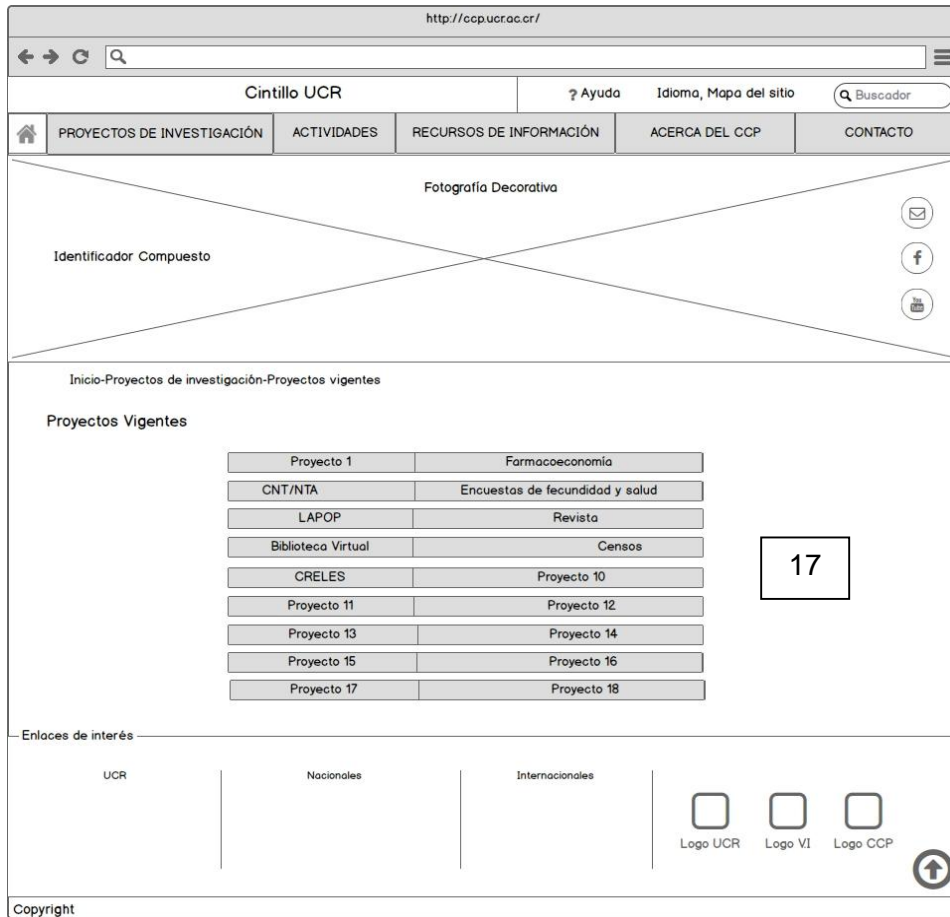 http://ccp.ucr.ac.cr/
Cintillo UCR
? Ayuda
Idioma, Mapa del sitio
Buscador
PROYECTOS DE INVESTIGACIÓN
ACTIVIDADES
RECURSOS DE INFORMACIÓN
ACERCA DEL CCP
CONTACTO
Fotografía Decorativa
Identificador Compuesto
f
You Tube
Inicio-Proyectos de investigación-Proyectos vigentes
Proyectos Vigentes
Proyecto 1 Farmacoeconomía
CNT/NTA Encuestas de fecundidad y salud
LAPOP Revista
Biblioteca Virtual Censos
CRELES Proyecto 10
Proyecto 11 Proyecto 12
Proyecto 13 Proyecto 14
Proyecto 15 Proyecto 16
Proyecto 17 Proyecto 18
17
Enlaces de interés
UCR
Nacionales
Internacionales
Logo UCR
Logo VI
Logo CCP
Copyright